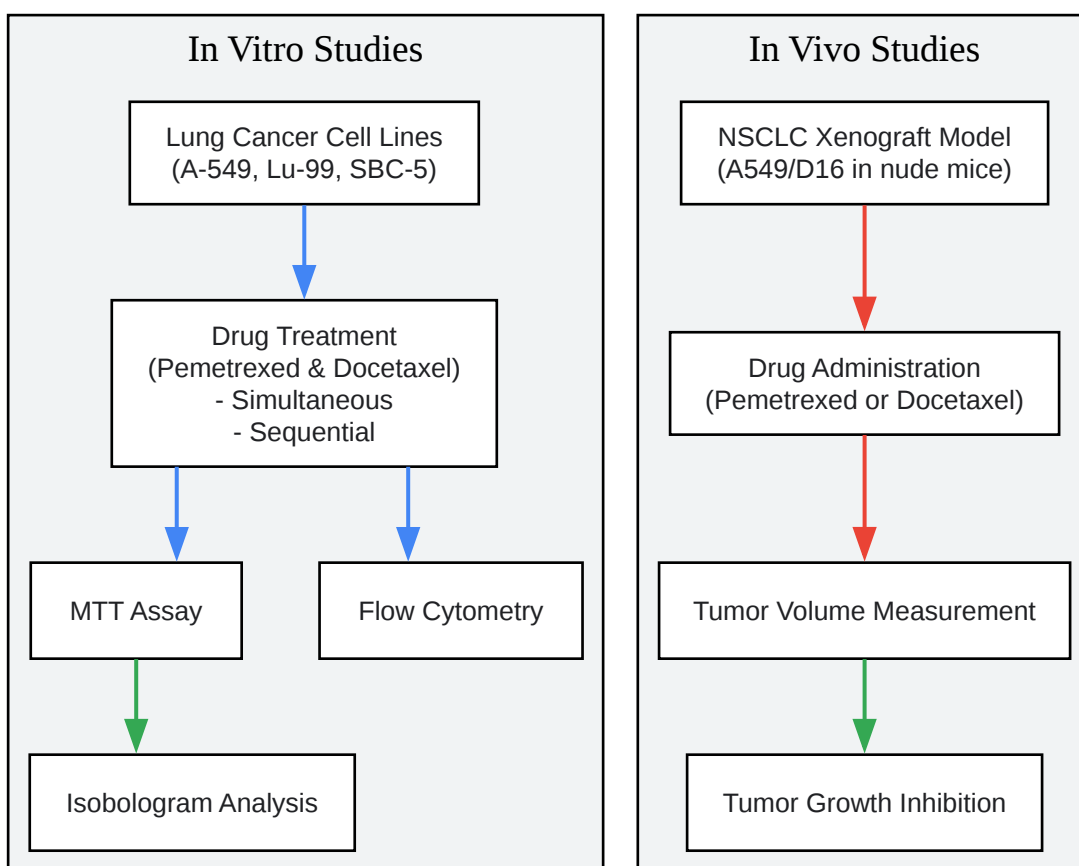 In Vitro Studies
Lung Cancer Cell Lines
(A-549, Lu-99, SBC-5)
Drug Treatment
(Pemetrexed & Docetaxel)
- Simultaneous
- Sequential
MTT Assay
Flow Cytometry
Isobologram Analysis
In Vivo Studies
NSCLC Xenograft Model
(A549/D16 in nude mice)
Drug Administration
(Pemetrexed or Docetaxel)
Tumor Volume Measurement
Tumor Growth Inhibition